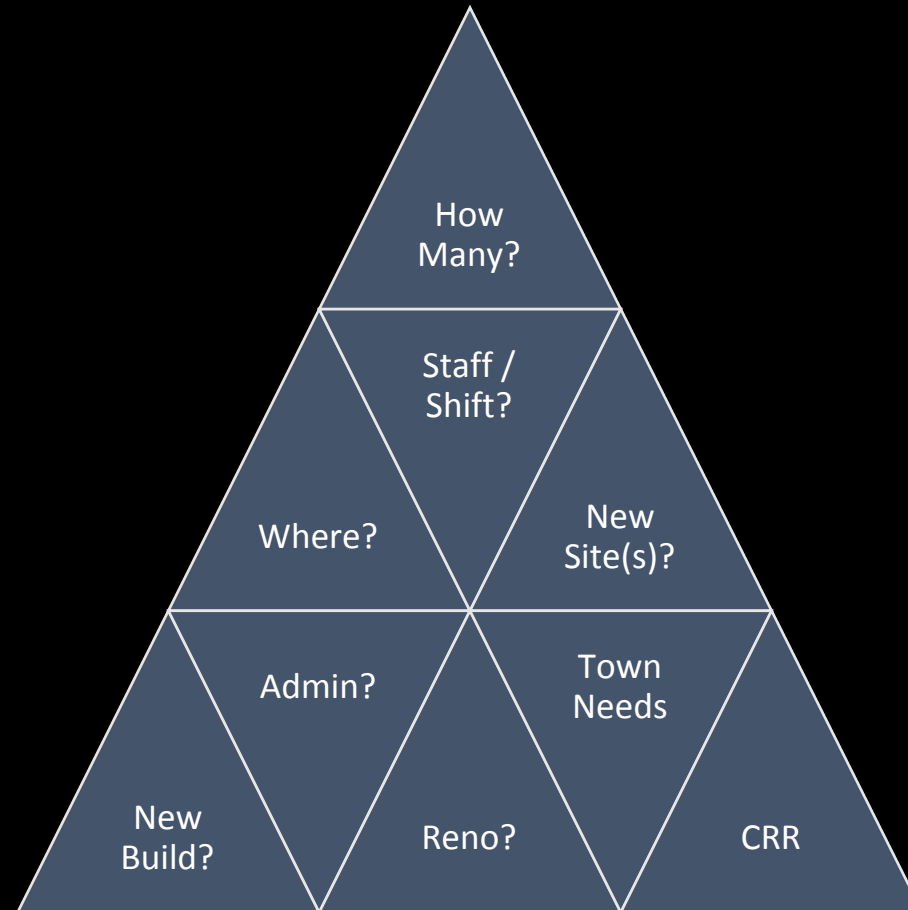 How
Many?
Staff /
Shift?
Where?
New
Site(s)?
Admin?
Town
Needs
New
Build?
Reno?
CRR